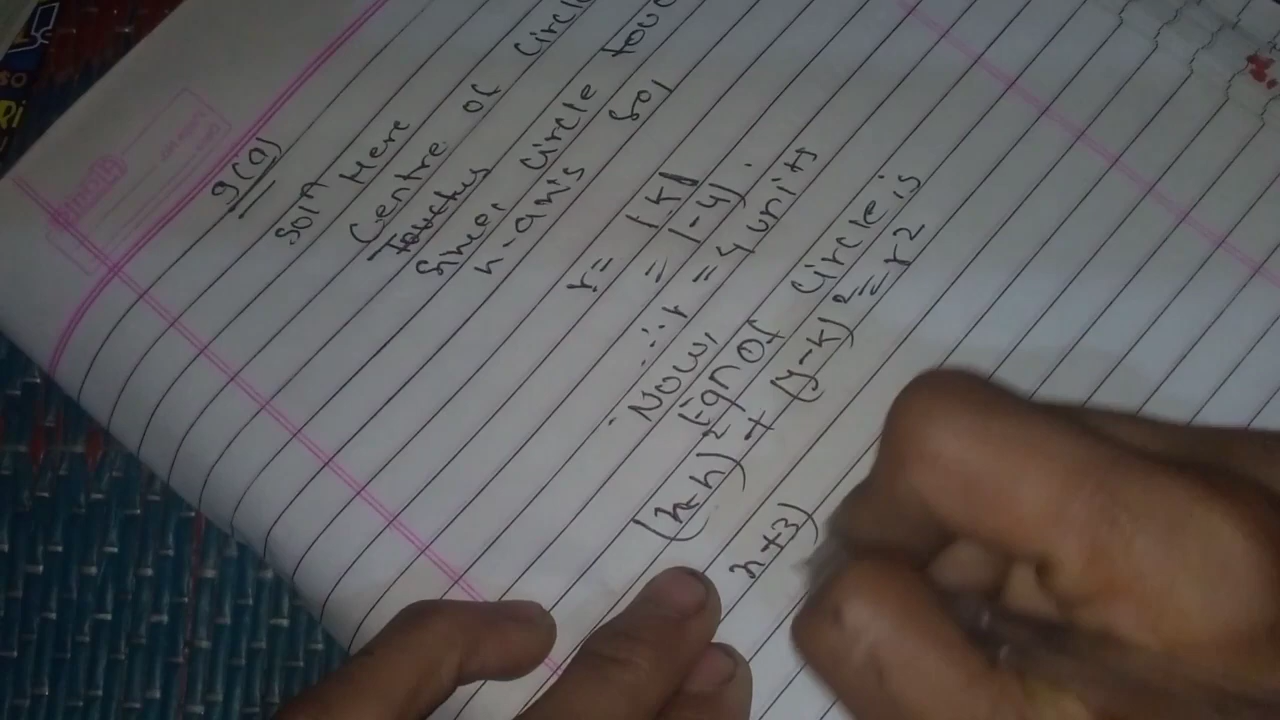 9(a)
Solⁿ Here
Centre of Circle
Touches
Since, Circle touc
x-axis So,
r = |k|
= |-4|
∴ r = 4 units
Now,
Eqn Of Circle is
(x-h)² + (y-k)² = r2
x+3)